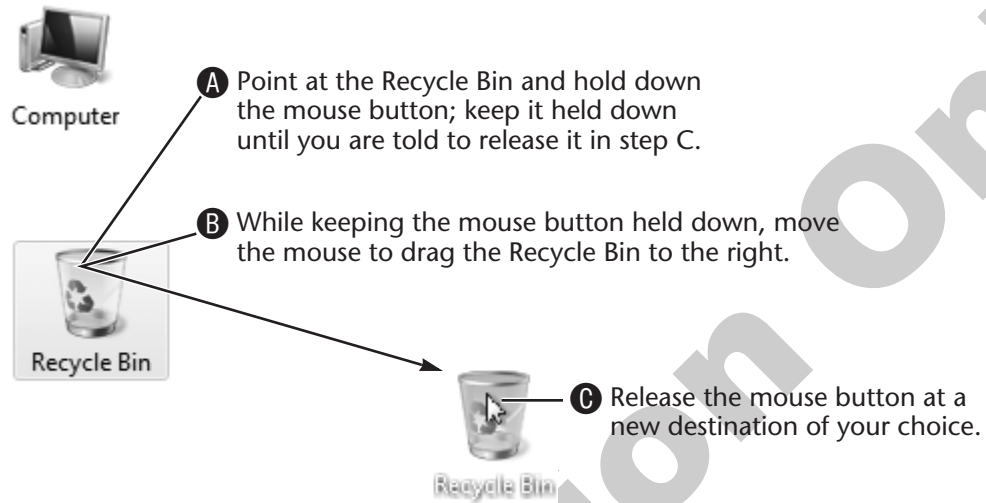 Computer
A Point at the Recycle Bin and hold down
the mouse button; keep it held down
until you are told to release it in step C.
B While keeping the mouse button held down, move
the mouse to drag the Recycle Bin to the right.
Recycle Bin
C Release the mouse button at a
new destination of your choice.
Recycle Bin
on On